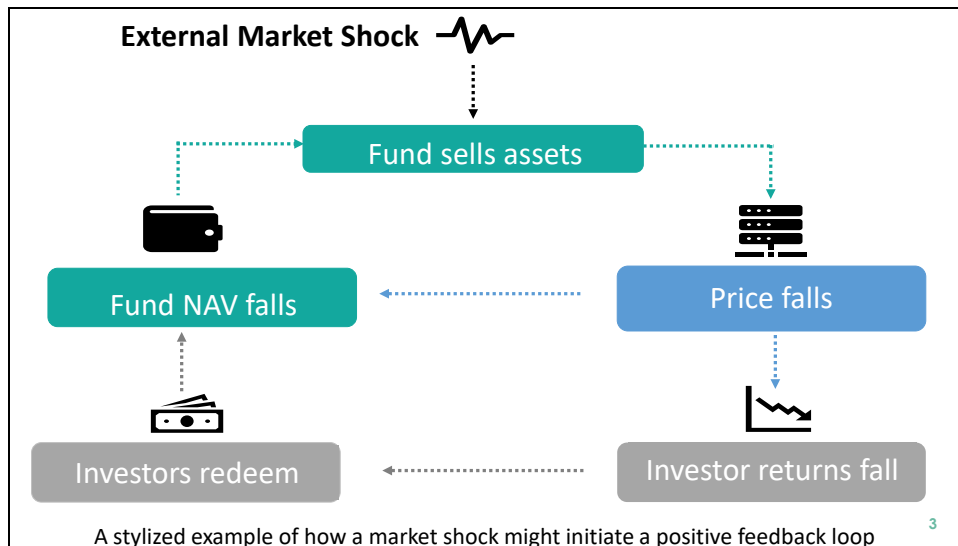 External Market Shock
Fund sells assets
Fund NAV falls
Price falls
Investors redeem
Investor returns fall
A stylized example of how a market shock might initiate a positive feedback loop
3